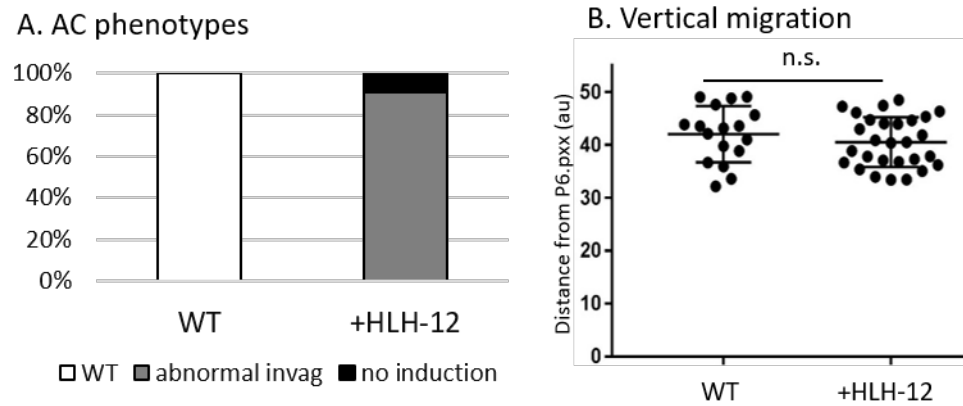 A. AC phenotypes
100%
80%
60%
40%
20%
0%
WT
+HLH-12
WT abnormal invag no induction
B. Vertical migration
n.s.
Distance from P6.pxx (au)
50
40
30
20
10
0
WT
+HLH-12